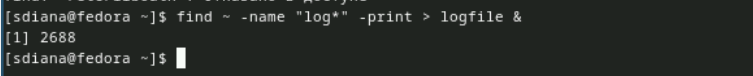 [sdiana@fedora ~]$ find ~ -name "log*" -print > logfile &
[1] 2688
[sdiana@fedora ~]$